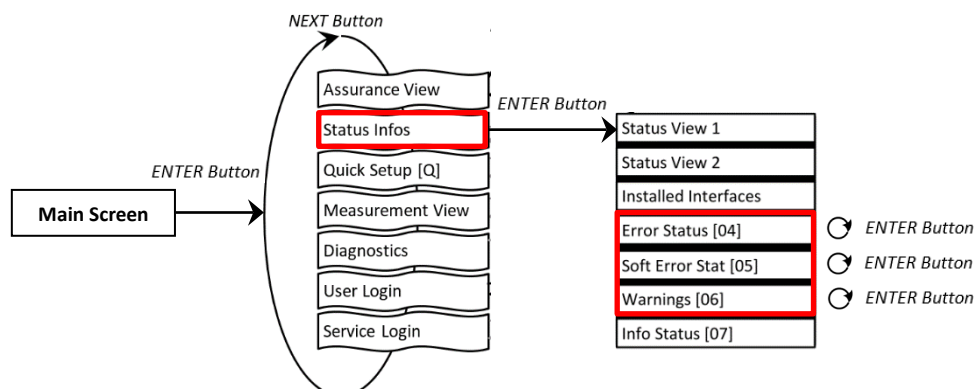 NEXT Button
Assurance View
ENTER Button
Status Infos
Status View 1
Status View 2
ENTER Button
Quick Setup [Q]
Installed Interfaces
Main Screen
Measurement View
Error Status [04]
ENTER Button
Diagnostics
Soft Error Stat [05]
ENTER Button
User Login
Warnings [06]
ENTER Button
Service Login
Info Status [07]